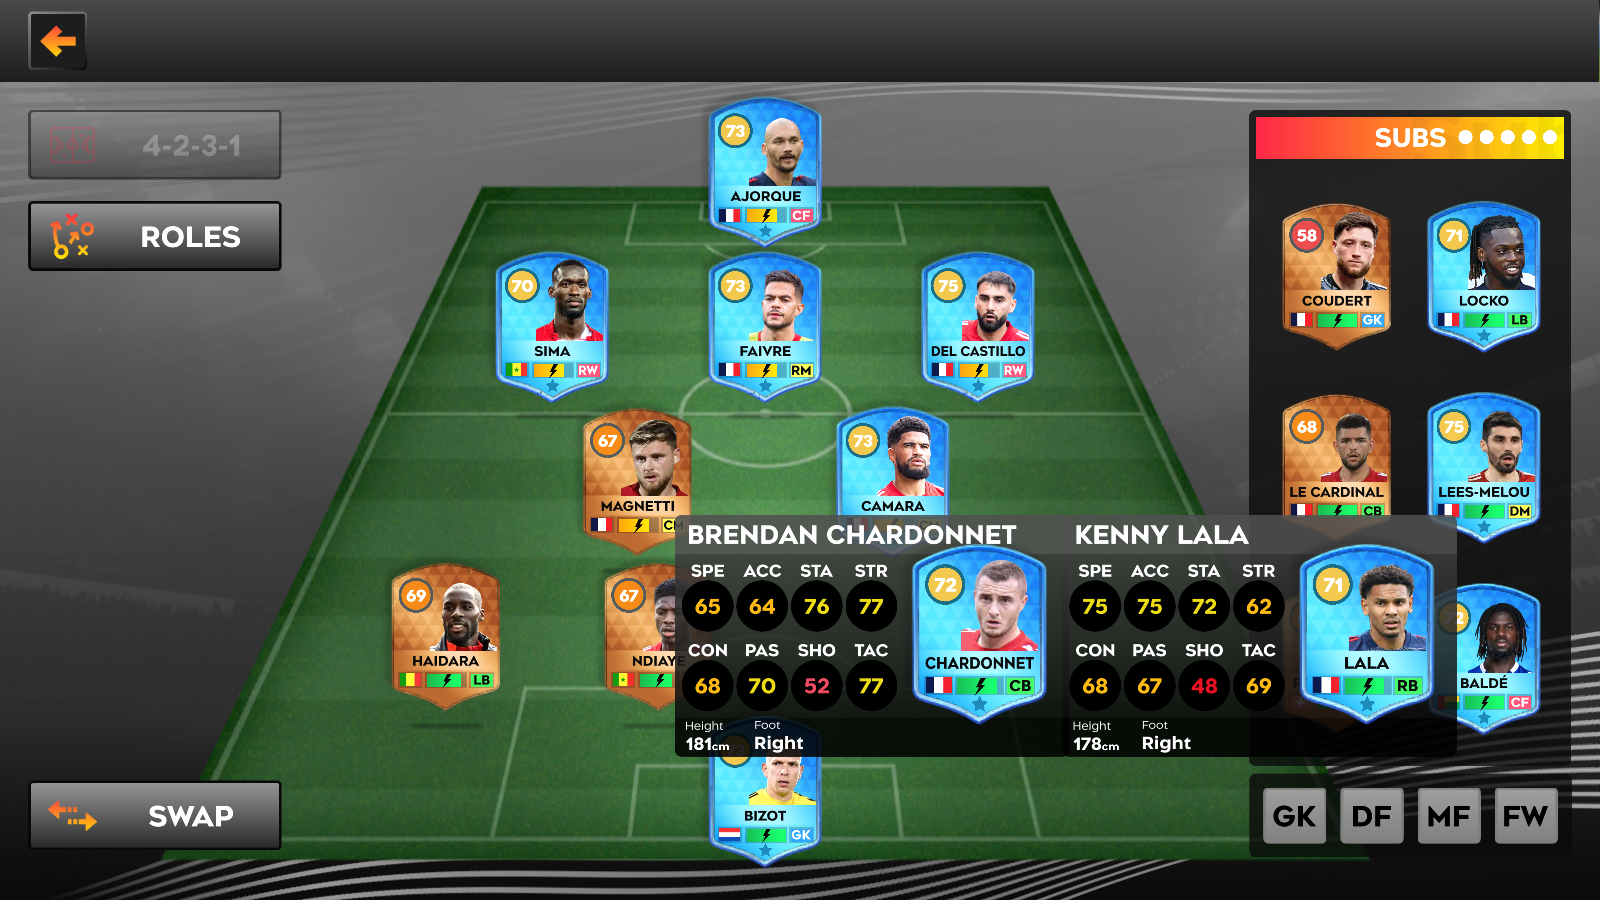 4-2-3-1
ROLES
SWAP
73
AJORQUE
CF
70
SIMA
RW
73
FAIVRE
RM
75
DEL CASTILLO
RW
67
MAGNETTI
CM
73
CAMARA
CM
69
HAIDARA
LB
67
NDIAYE
BIZOT
GK
BRENDAN CHARDONNET
SPE ACC STA STR
65 64 76 77
CON PAS SHO TAC
68 70 52 77
Height Foot
181cm Right
72
CHARDONNET
CB
KENNY LALA
SPE ACC STA STR
75 75 72 62
CON PAS SHO TAC
68 67 48 69
Height Foot
178cm Right
71
LALA
RB
SUBS
58
COUDERT
GK
71
LOCKO
LB
68
LE CARDINAL
CB
75
LEES-MELOU
DM
BALDÉ
CF
GK DF MF FW